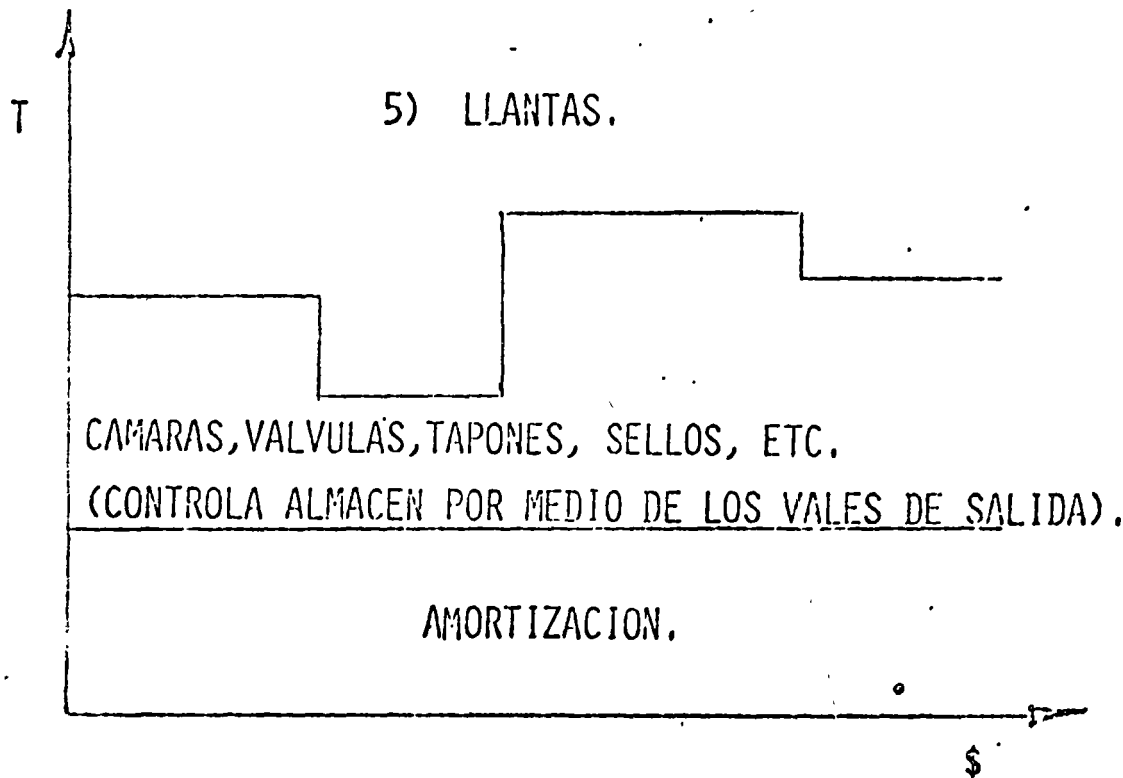 T
5) LLANTAS.
CAMARAS, VALVULAS, TAPONES, SELLOS, ETC.
(CONTROLA ALMACEN POR MEDIO DE LOS VALES DE SALIDA).
AMORTIZACION.
$